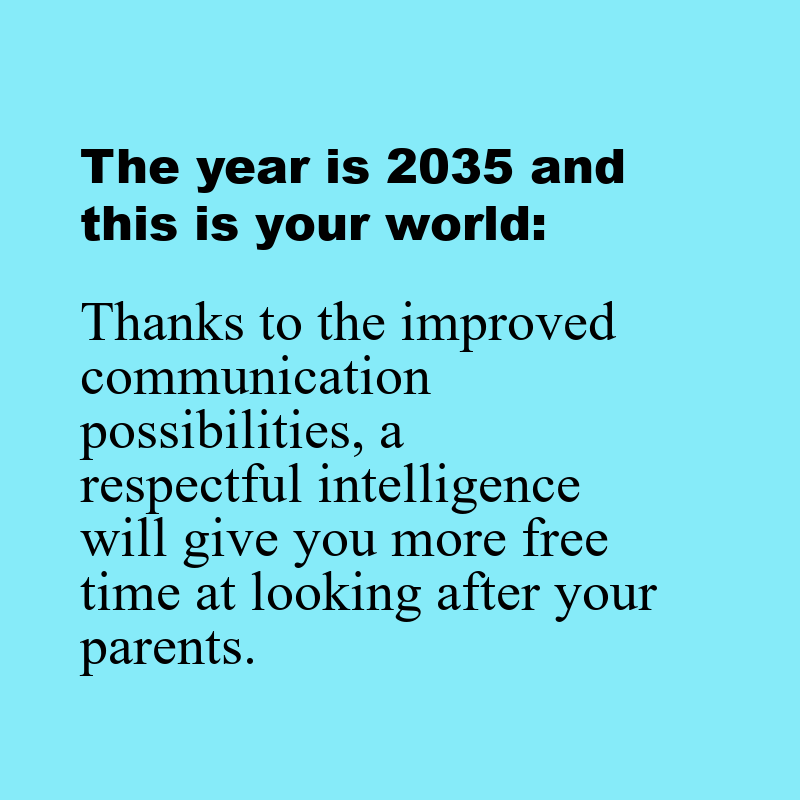 The year is 2035 and
this is your world:
Thanks to the improved
communication
possibilities, a
respectful intelligence
will give you more free
time at looking after your
parents.